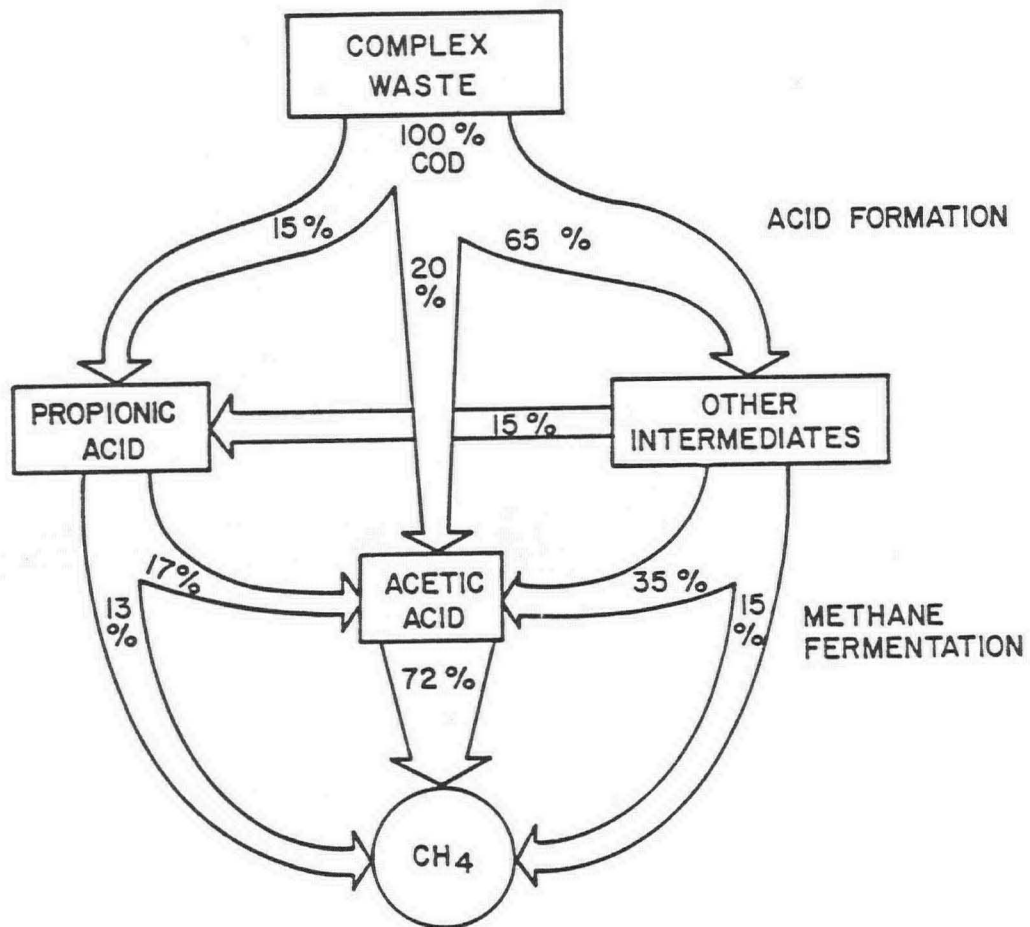 COMPLEX
WASTE
100 %
COD
15 %
20
%
65 %
ACID FORMATION
PROPIONIC
ACID
15 %
OTHER
INTERMEDIATES
17%
13
%
ACETIC
ACID
35 %
15
%
METHANE
FERMENTATION
72 %
CH4